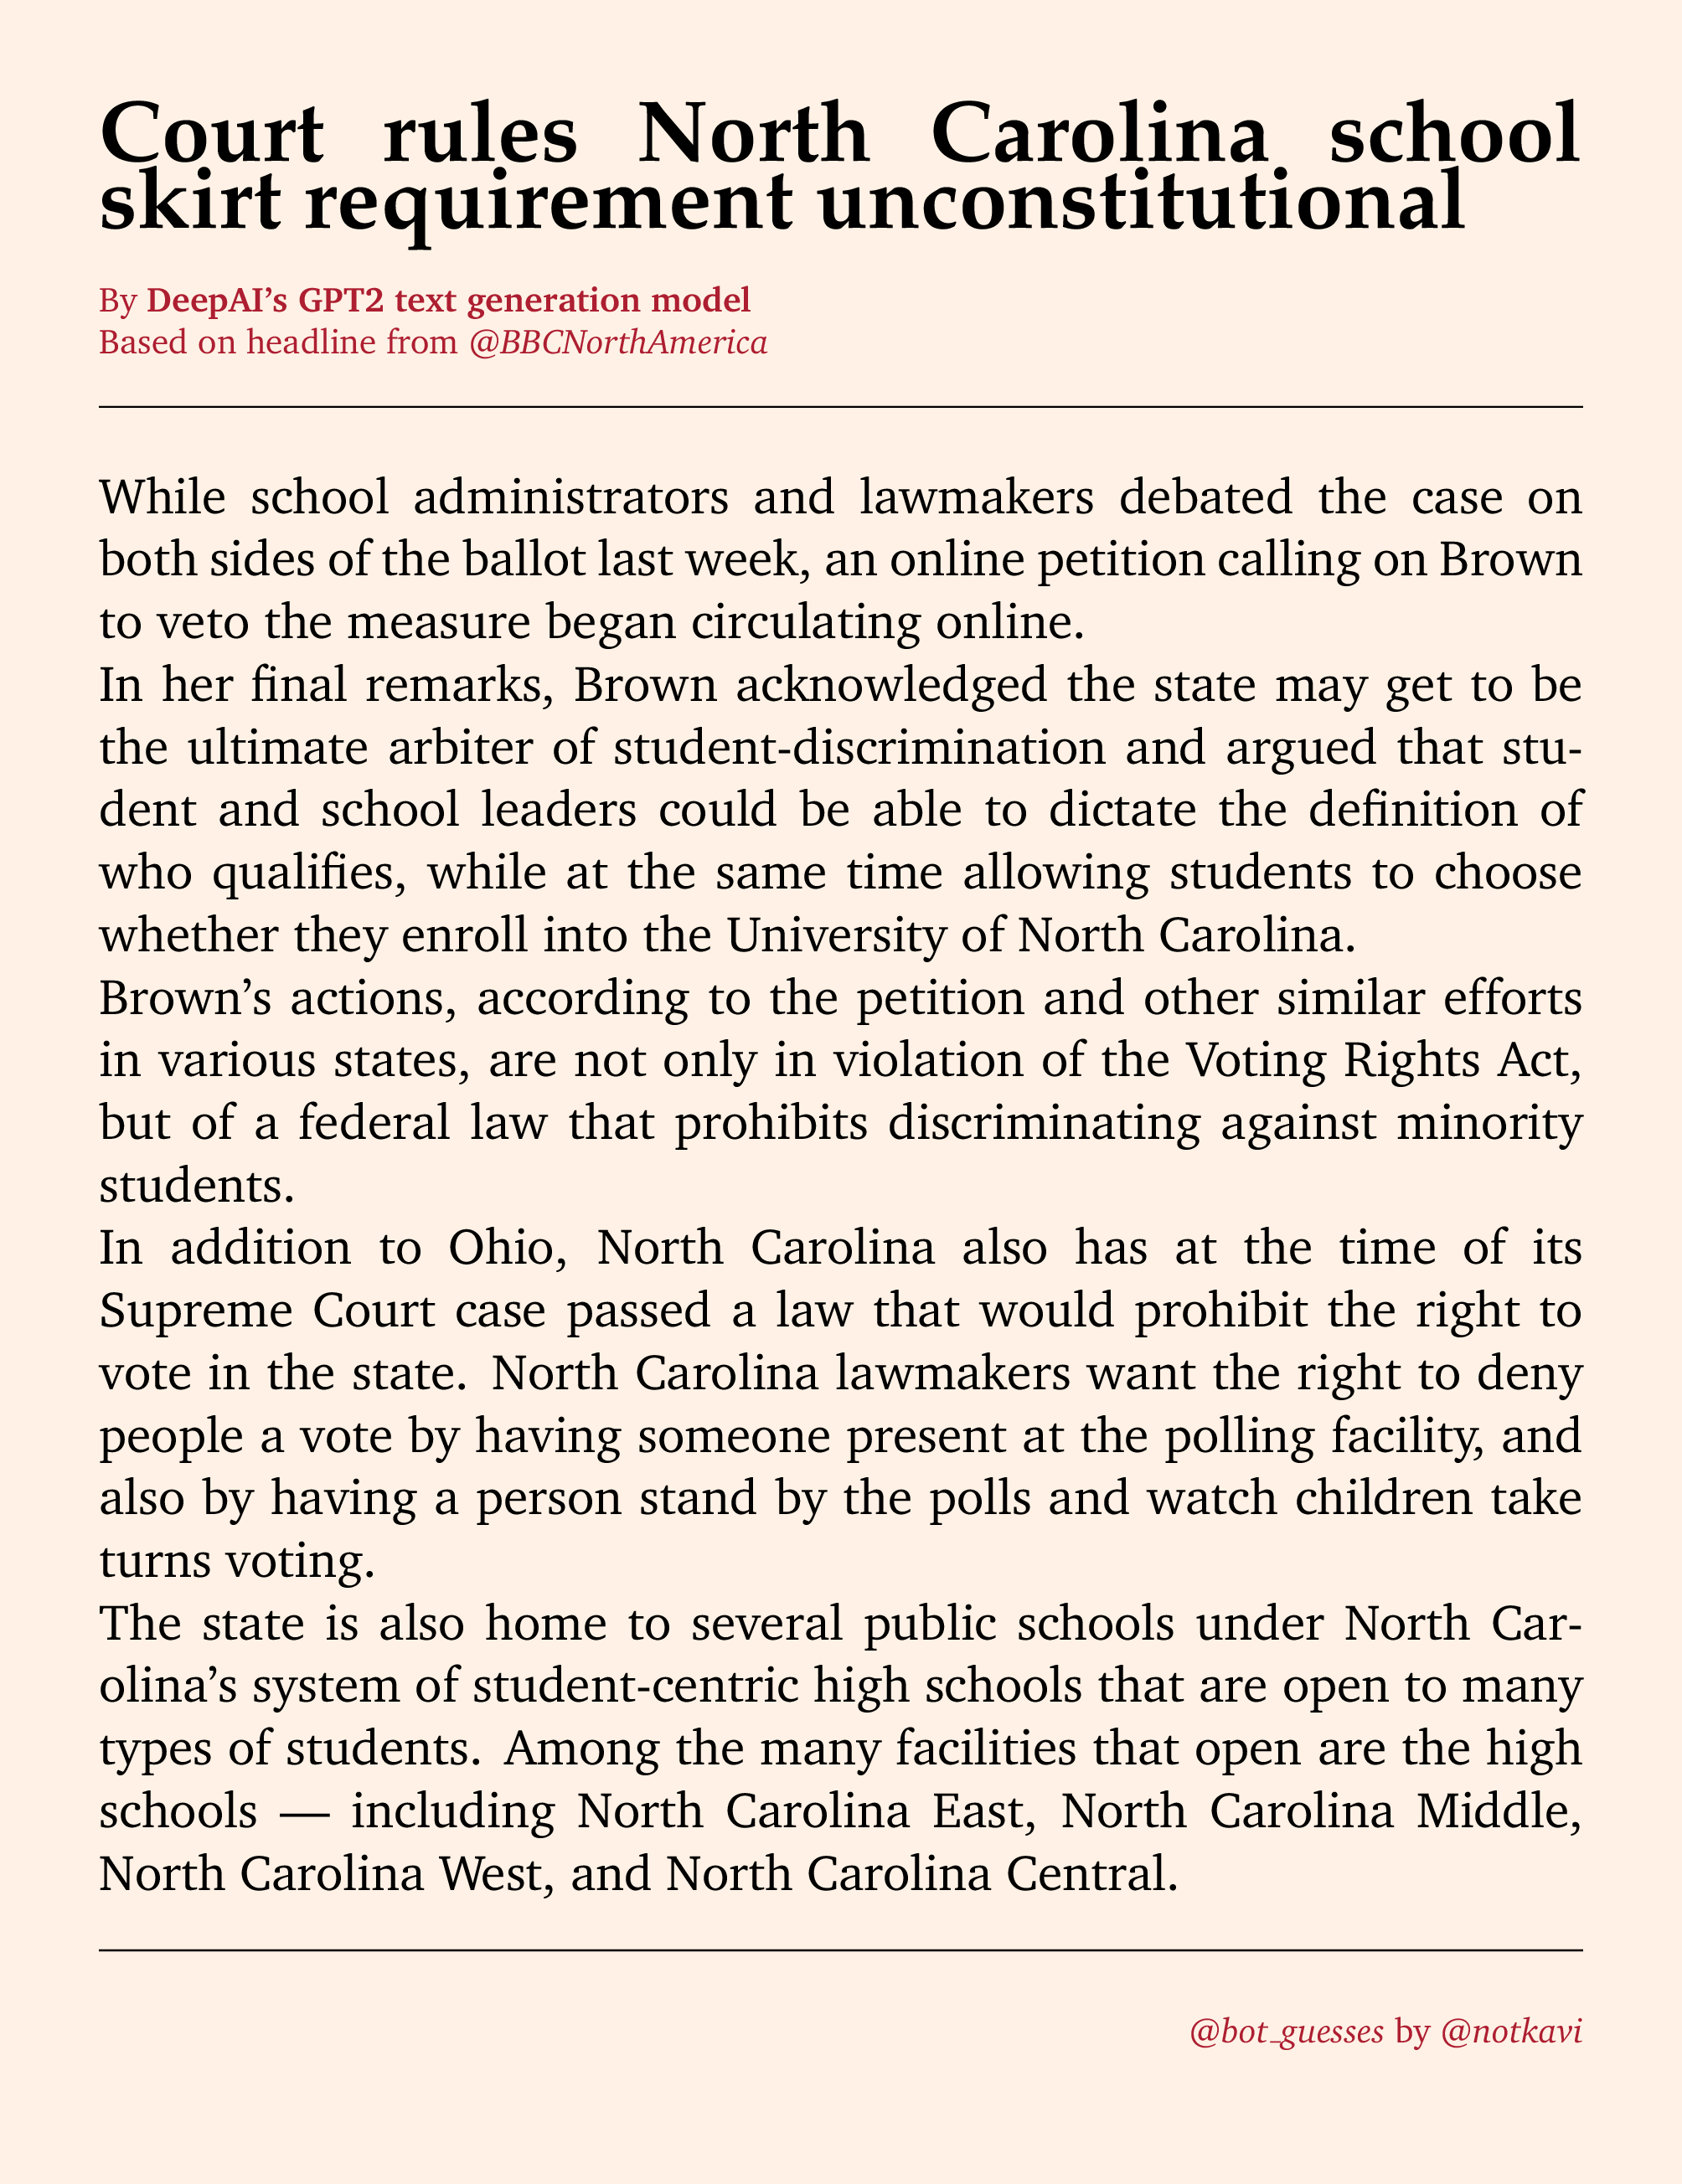 Court rules North Carolina school
skirt requirement unconstitutional
By DeepAI’s GPT2 text generation model
Based on headline from @BBCNorthAmerica
While school administrators and lawmakers debated the case on
both sides of the ballot last week, an online petition calling on Brown
to veto the measure began circulating online.
In her final remarks, Brown acknowledged the state may get to be
the ultimate arbiter of student-discrimination and argued that stu-
dent and school leaders could be able to dictate the definition of
who qualifies, while at the same time allowing students to choose
whether they enroll into the University of North Carolina.
Brown’s actions, according to the petition and other similar efforts
in various states, are not only in violation of the Voting Rights Act,
but of a federal law that prohibits discriminating against minority
students.
In addition to Ohio, North Carolina also has at the time of its
Supreme Court case passed a law that would prohibit the right to
vote in the state. North Carolina lawmakers want the right to deny
people a vote by having someone present at the polling facility, and
also by having a person stand by the polls and watch children take
turns voting.
The state is also home to several public schools under North Car-
olina’s system of student-centric high schools that are open to many
types of students. Among the many facilities that open are the high
schools — including North Carolina East, North Carolina Middle,
North Carolina West, and North Carolina Central.
@bot_guesses by @notkavi